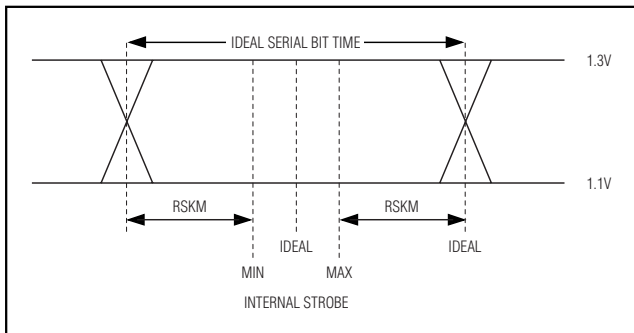 IDEAL SERIAL BIT TIME
1.3V
1.1V
RSKM
RSKM
IDEAL
IDEAL
MIN
MAX
INTERNAL STROBE